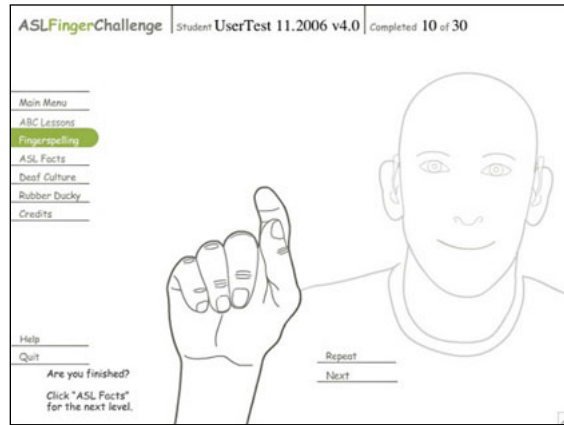 ASLFingerChallenge Student UserTest 11.2006 v4.0 Completed 10 of 30
Main Menu
ABC Lessons
Fingerspelling
ASL Facts
Deaf Culture
Rubber Ducky
Credits
Help
Quit
Are you finished?
Click "ASL Facts"
for the next level.
Repeat
Next